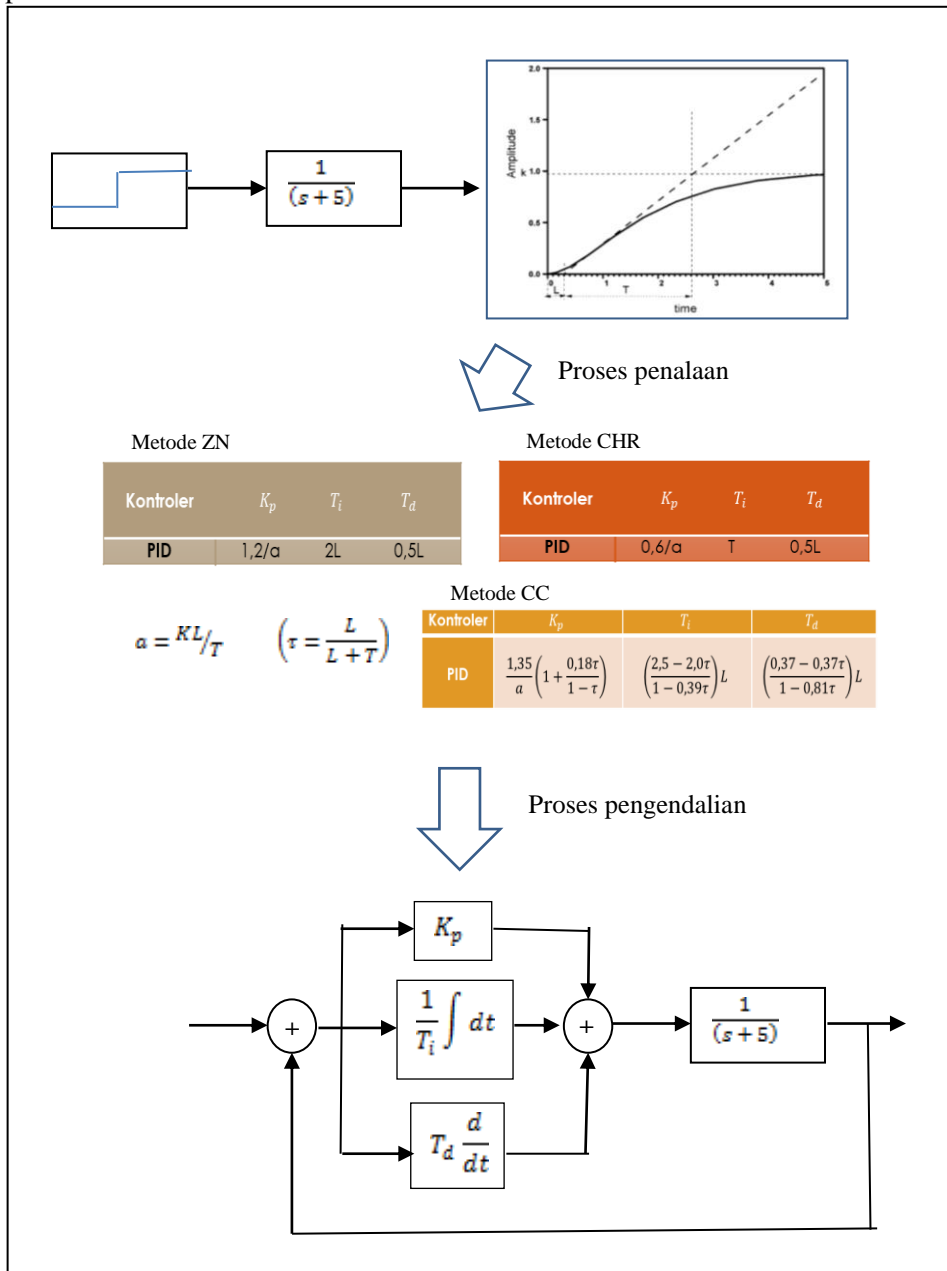 1
(s + 5)
2.0
1.5
k 1.0
0.5
0.0
0 1 2 3 4 5
L T
Amplitude
time
Proses penalaan
Metode ZN
Kontroler K_p T_i T_d
PID 1,2/a 2L 0,5L
Metode CHR
Kontroler K_p T_i T_d
PID 0,6/a T 0,5L
a = KL/T (τ = L/(L + T))
Metode CC
Kontroler K_p T_i T_d
PID 1,35/a (1 + 0,18τ/(1 − τ)) ((2,5 − 2,0τ)/(1 − 0,39τ)) L ((0,37 − 0,37τ)/(1 − 0,81τ)) L
Proses pengendalian
K_p
+
1/T_i ∫ dt
+
1
(s + 5)
T_d d/dt